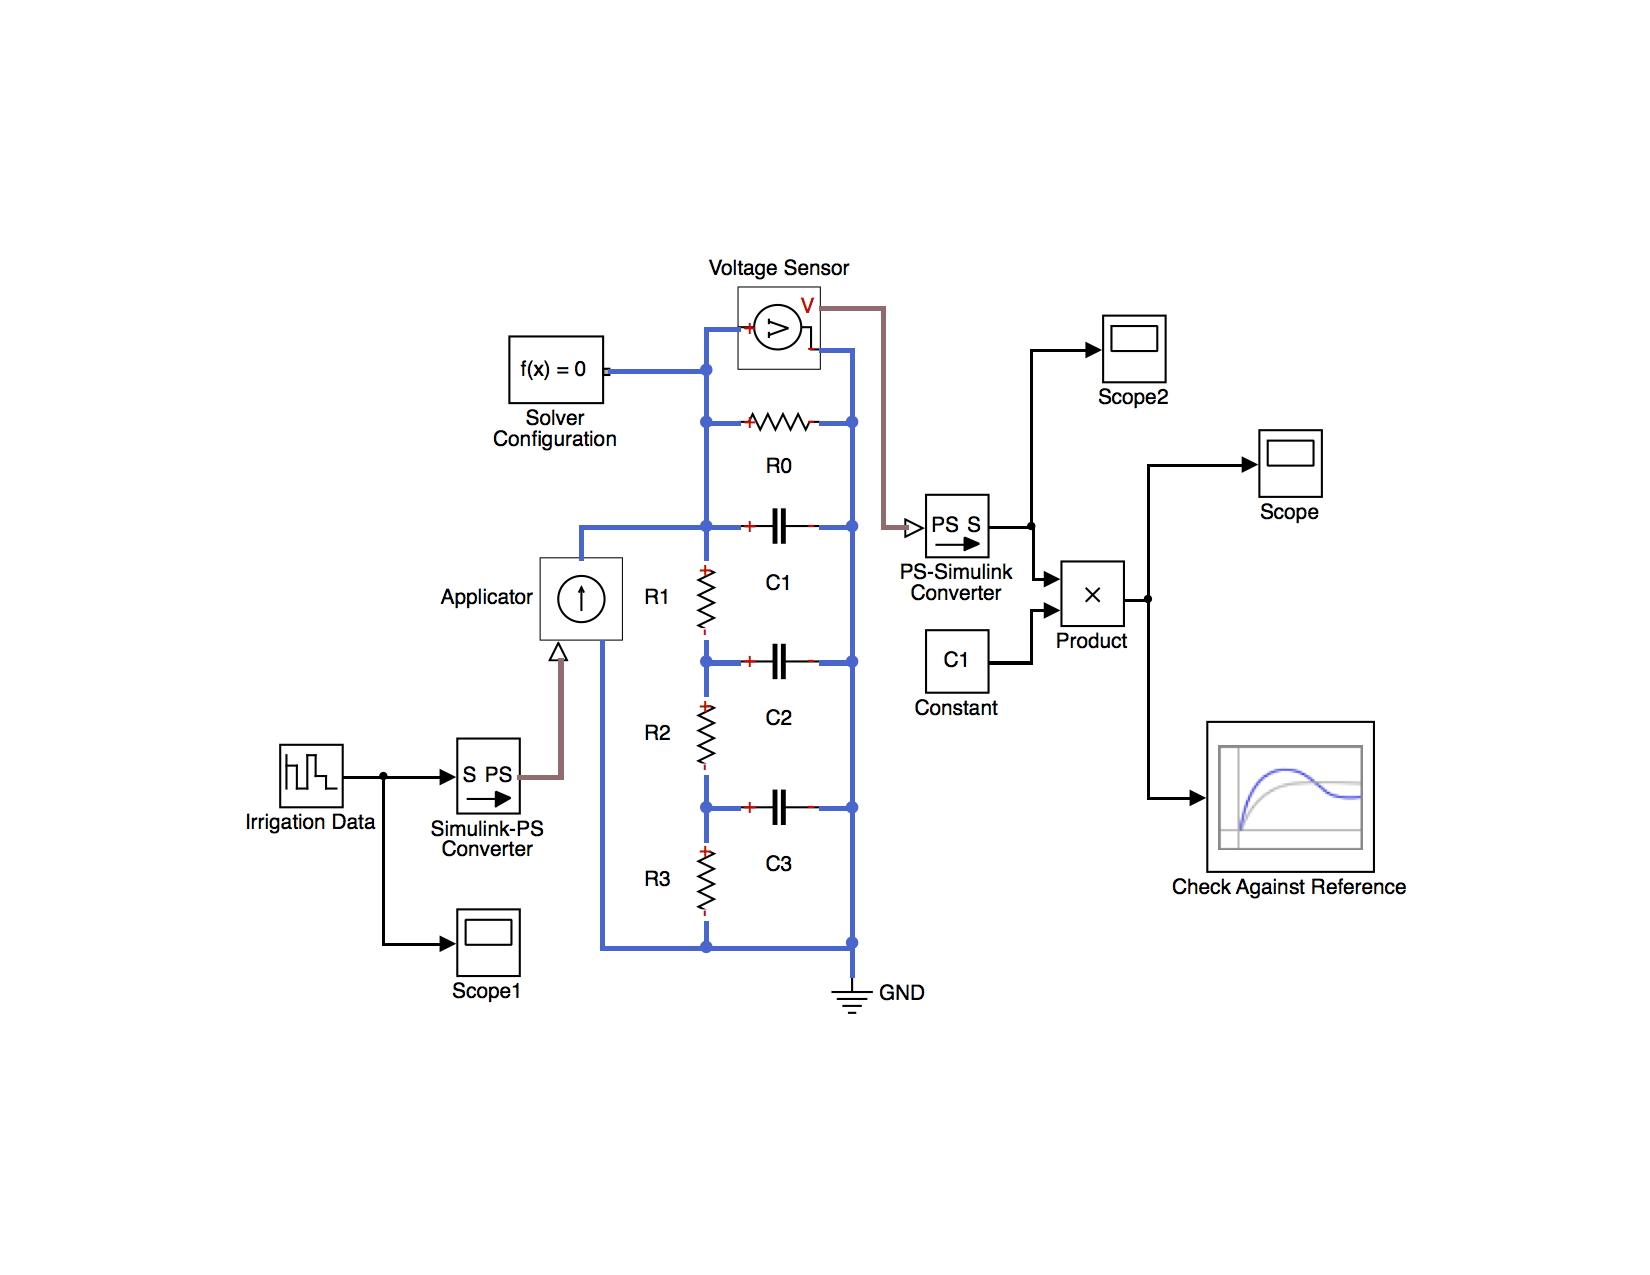 Voltage Sensor
V
+
-
V
f(x) = 0
Solver
Configuration
Scope2
+
-
R0
Scope
+
-
PS S
PS-Simulink
Converter
Applicator
R1
+
-
C1
×
Product
+
-
C1
Constant
R2
+
-
C2
S PS
Irrigation Data
Simulink-PS
Converter
+
-
R3
+
-
C3
Check Against Reference
Scope1
GND